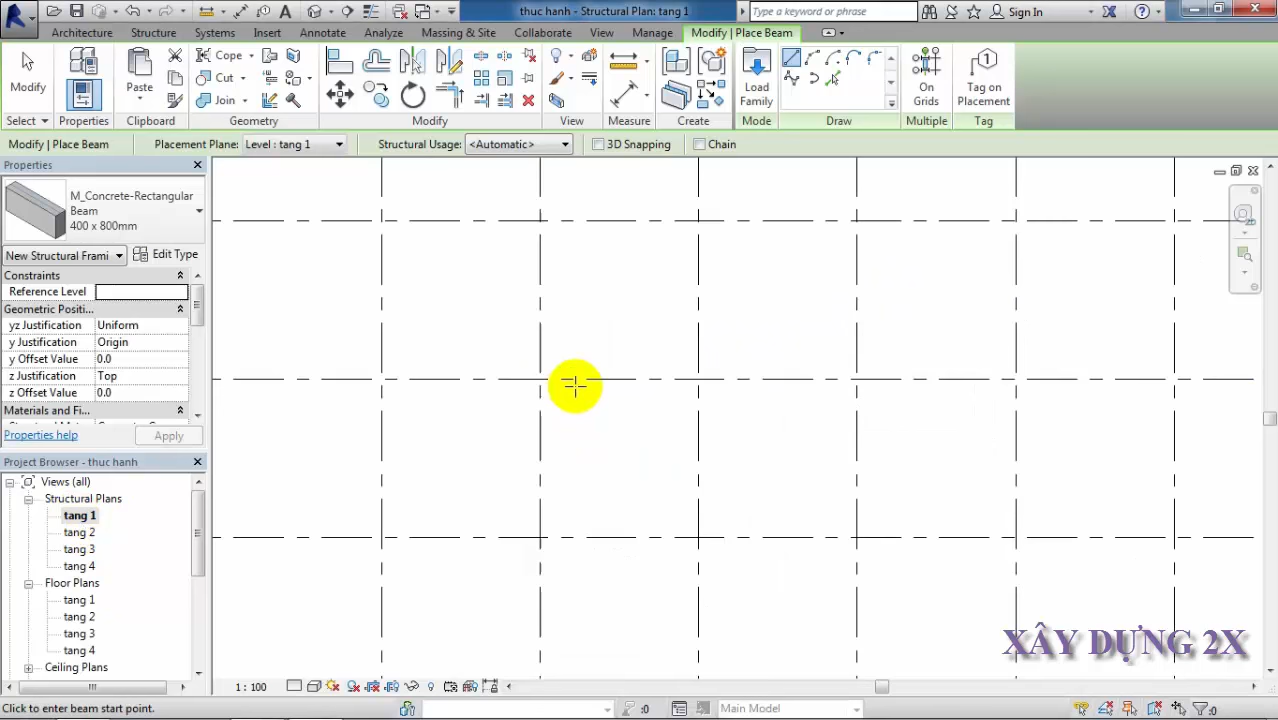 thuc hanh - Structural Plan: tang 1
Type a keyword or phrase
Sign In
Architecture
Structure
Systems
Insert
Annotate
Analyze
Massing & Site
Collaborate
View
Manage
Modify | Place Beam
Modify
Paste
Cope
Cut
Join
Load
Family
On
Grids
Tag on
Placement
Select
Properties
Clipboard
Geometry
Modify
View
Measure
Create
Mode
Draw
Multiple
Tag
Modify | Place Beam
Placement Plane: Level : tang 1
Structural Usage: <Automatic>
3D Snapping
Chain
Properties
M_Concrete-Rectangular
Beam
400 x 800mm
New Structural Frami
Edit Type
Constraints
Reference Level
Geometric Positi...
yz Justification Uniform
y Justification Origin
y Offset Value 0.0
z Justification Top
z Offset Value 0.0
Materials and Fi...
Properties help
Apply
Project Browser - thuc hanh
Views (all)
Structural Plans
tang 1
tang 2
tang 3
tang 4
Floor Plans
tang 1
tang 2
tang 3
tang 4
Ceiling Plans
XÂY DỰNG 2X
1 : 100
Click to enter beam start point.
:0
Main Model
:0